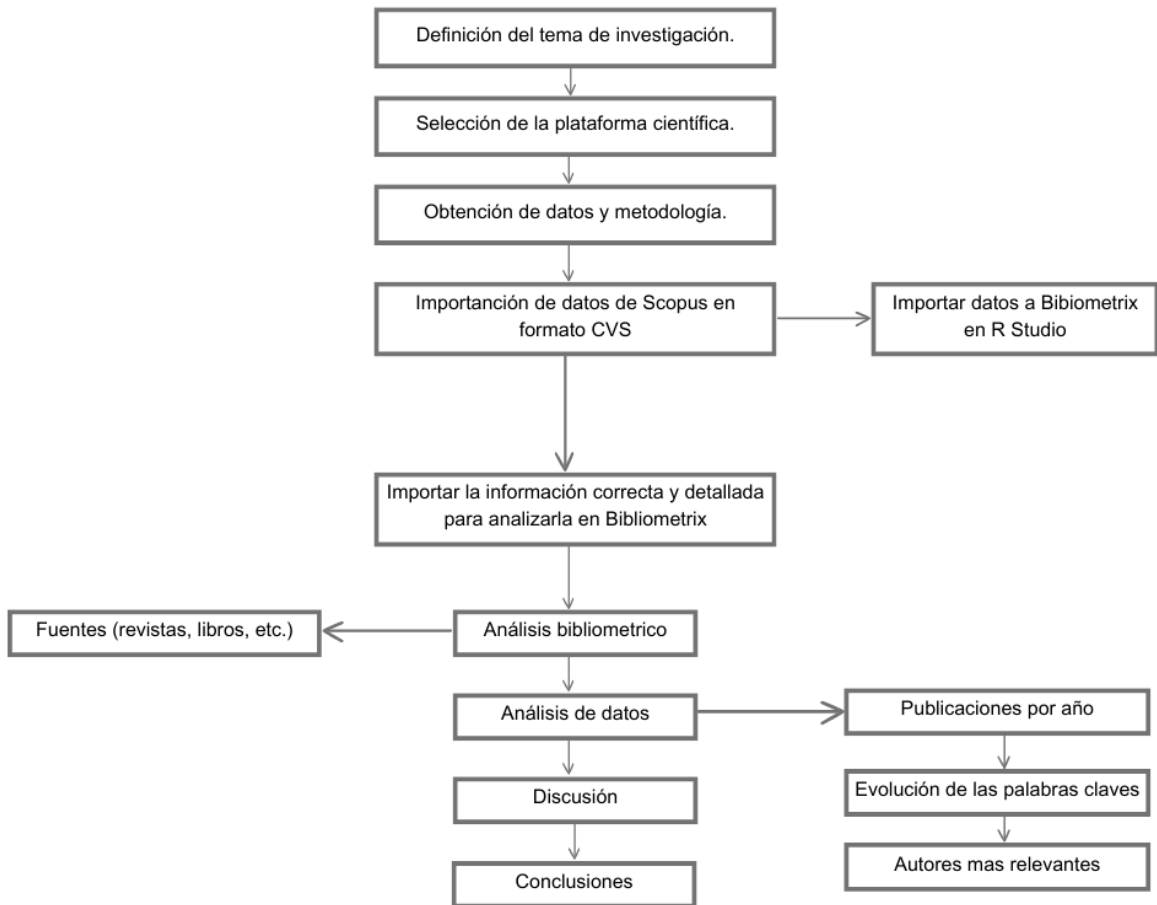 Definición del tema de investigación.
Selección de la plataforma científica.
Obtención de datos y metodología.
Importanción de datos de Scopus en
formato CVS
Importar datos a Bibiometrix
en R Studio
Importar la información correcta y detallada
para analizarla en Bibliometrix
Fuentes (revistas, libros, etc.)
Análisis bibliometrico
Análisis de datos
Publicaciones por año
Discusión
Evolución de las palabras claves
Conclusiones
Autores mas relevantes